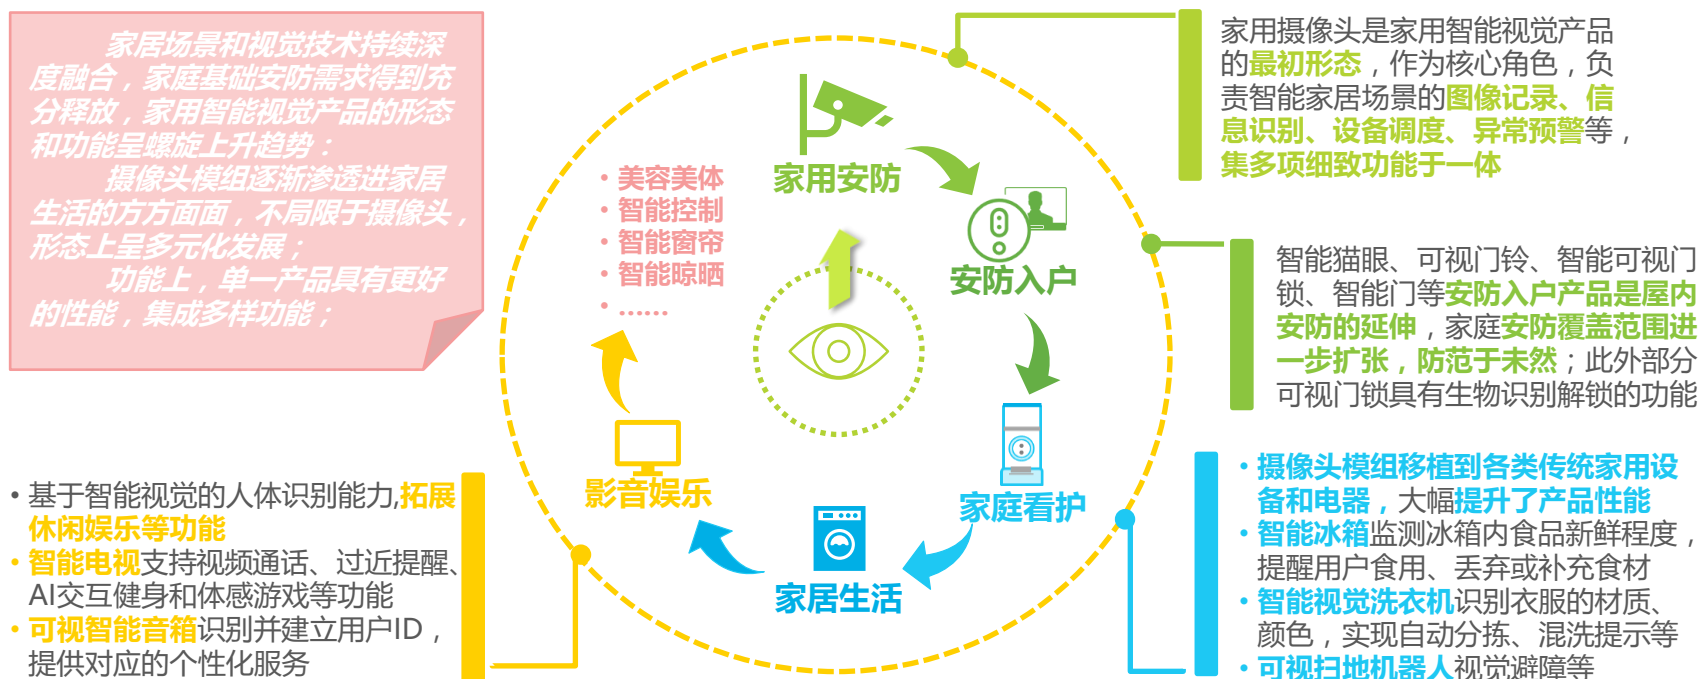 家居场景和视觉技术持续深
度融合，家庭基础安防需求得到充
分释放，家用智能视觉产品的形态
和功能呈螺旋上升趋势：
摄像头模组逐渐渗透进家居
生活的方方面面，不局限于摄像头，
形态上呈多元化发展；
功能上，单一产品具有更好
的性能，集成多样功能；
家用安防
• 美容美体
• 智能控制
• 智能窗帘
• 智能晾晒
• ……
安防入户
家庭看护
家居生活
影音娱乐
家用摄像头是家用智能视觉产品
的最初形态，作为核心角色，负
责智能家居场景的图像记录、信
息识别、设备调度、异常预警等，
集多项细致功能于一体
智能猫眼、可视门铃、智能可视门
锁、智能门等安防入户产品是屋内
安防的延伸，家庭安防覆盖范围进
一步扩张，防范于未然；此外部分
可视门锁具有生物识别解锁的功能
• 摄像头模组移植到各类传统家用设
备和电器，大幅提升了产品性能
• 智能冰箱监测冰箱内食品新鲜程度，
提醒用户食用、丢弃或补充食材
• 智能视觉洗衣机识别衣服的材质、
颜色，实现自动分拣、混洗提示等
• 可视扫地机器人视觉避障等
• 基于智能视觉的人体识别能力,拓展
休闲娱乐等功能
• 智能电视支持视频通话、过近提醒、
AI交互健身和体感游戏等功能
• 可视智能音箱识别并建立用户ID，
提供对应的个性化服务